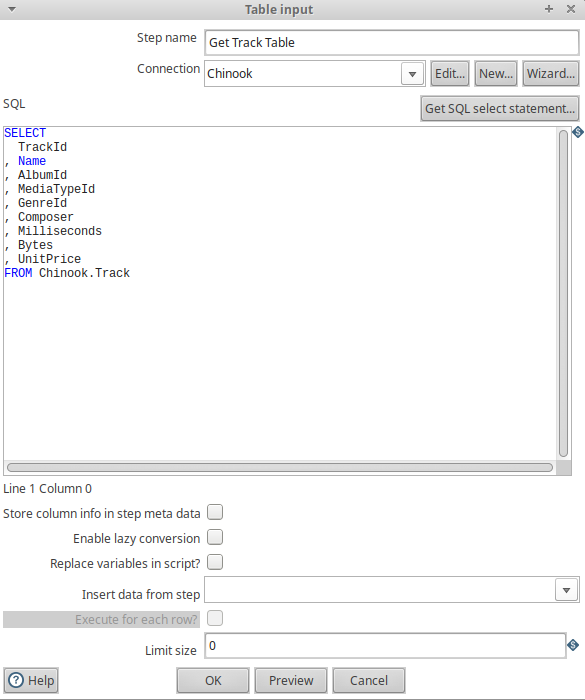 Table input
Step name Get Track Table
Connection Chinook Edit... New... Wizard...
SQL Get SQL select statement...
SELECT
  TrackId
, Name
, AlbumId
, MediaTypeId
, GenreId
, Composer
, Milliseconds
, Bytes
, UnitPrice
FROM Chinook.Track
Line 1 Column 0
Store column info in step meta data
Enable lazy conversion
Replace variables in script?
Insert data from step
Execute for each row?
Limit size 0
Help OK Preview Cancel